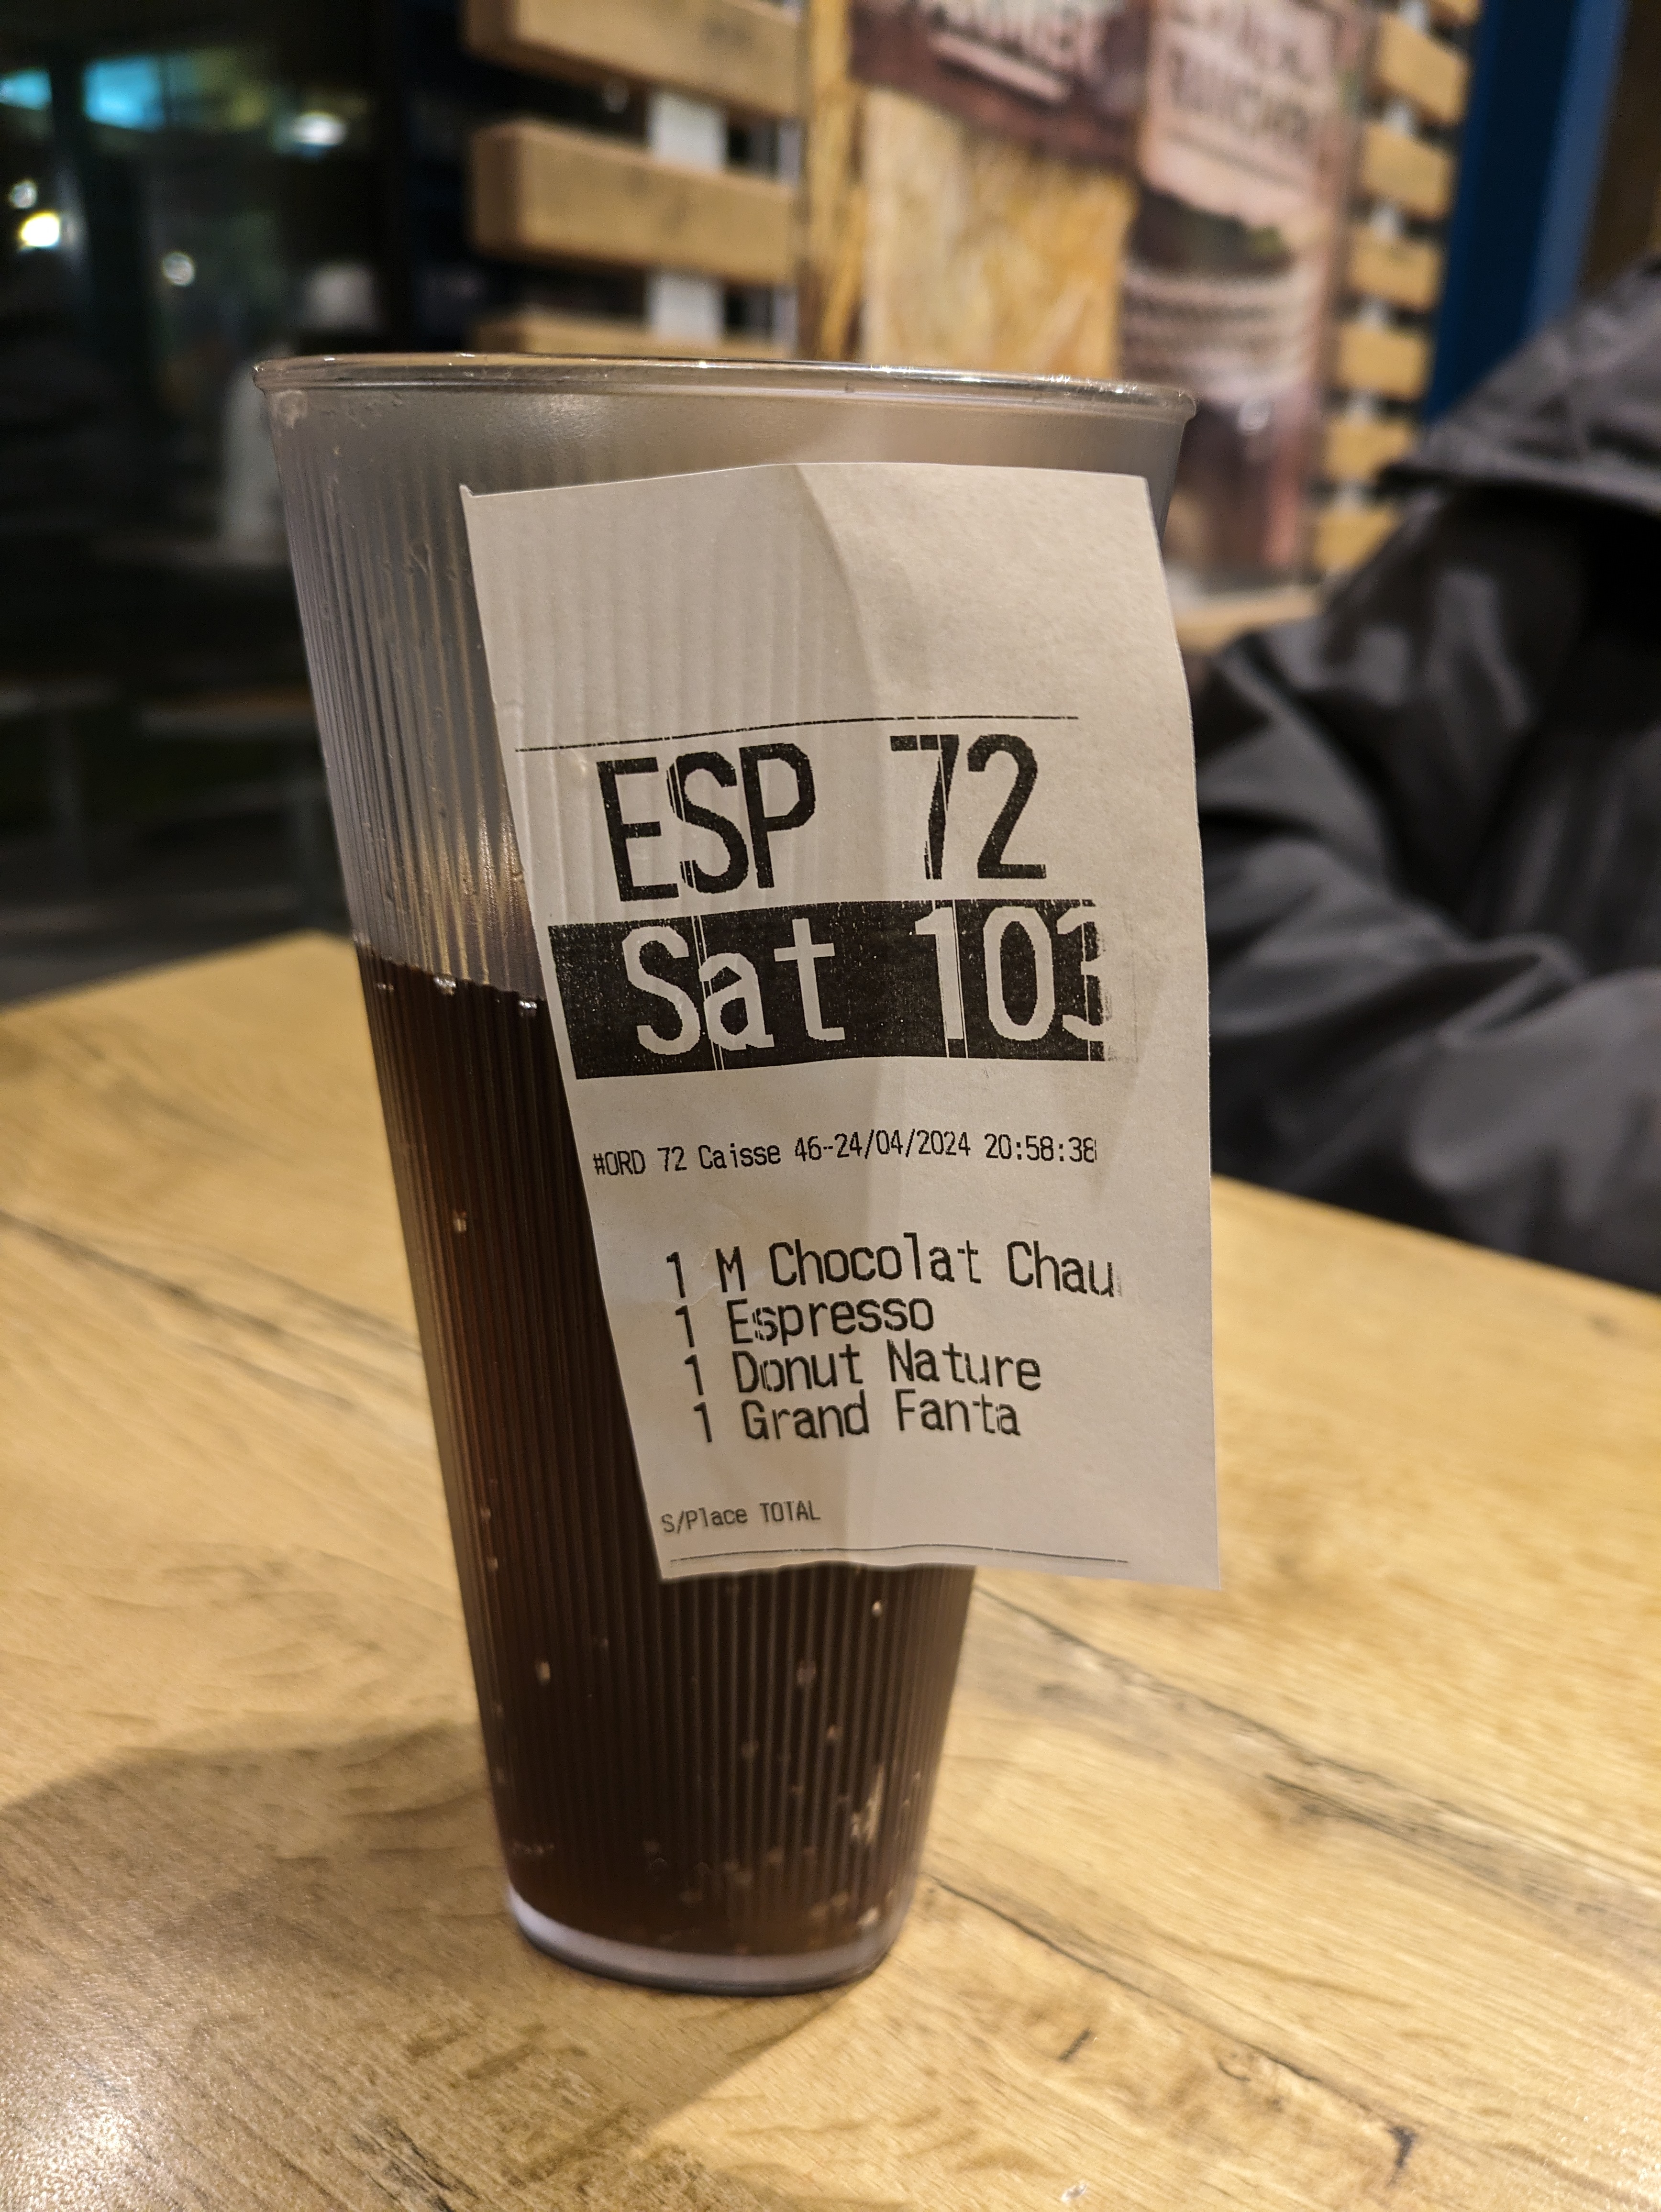 ESP 72
Sat 103
#ORD 72 Caisse 46-24/04/2024 20:58:38
1 M Chocolat Chau
1 Espresso
1 Donut Nature
1 Grand Fanta
S/Place TOTAL